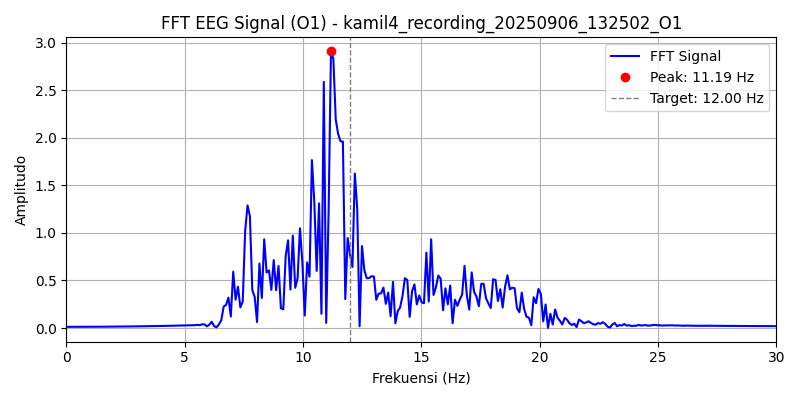 FFT EEG Signal (O1) - kamil4_recording_20250906_132502_O1
3.0
2.5
2.0
1.5
1.0
0.5
0.0
Amplitudo
FFT Signal
Peak: 11.19 Hz
Target: 12.00 Hz
0 5 10 15 20 25 30
Frekuensi (Hz)